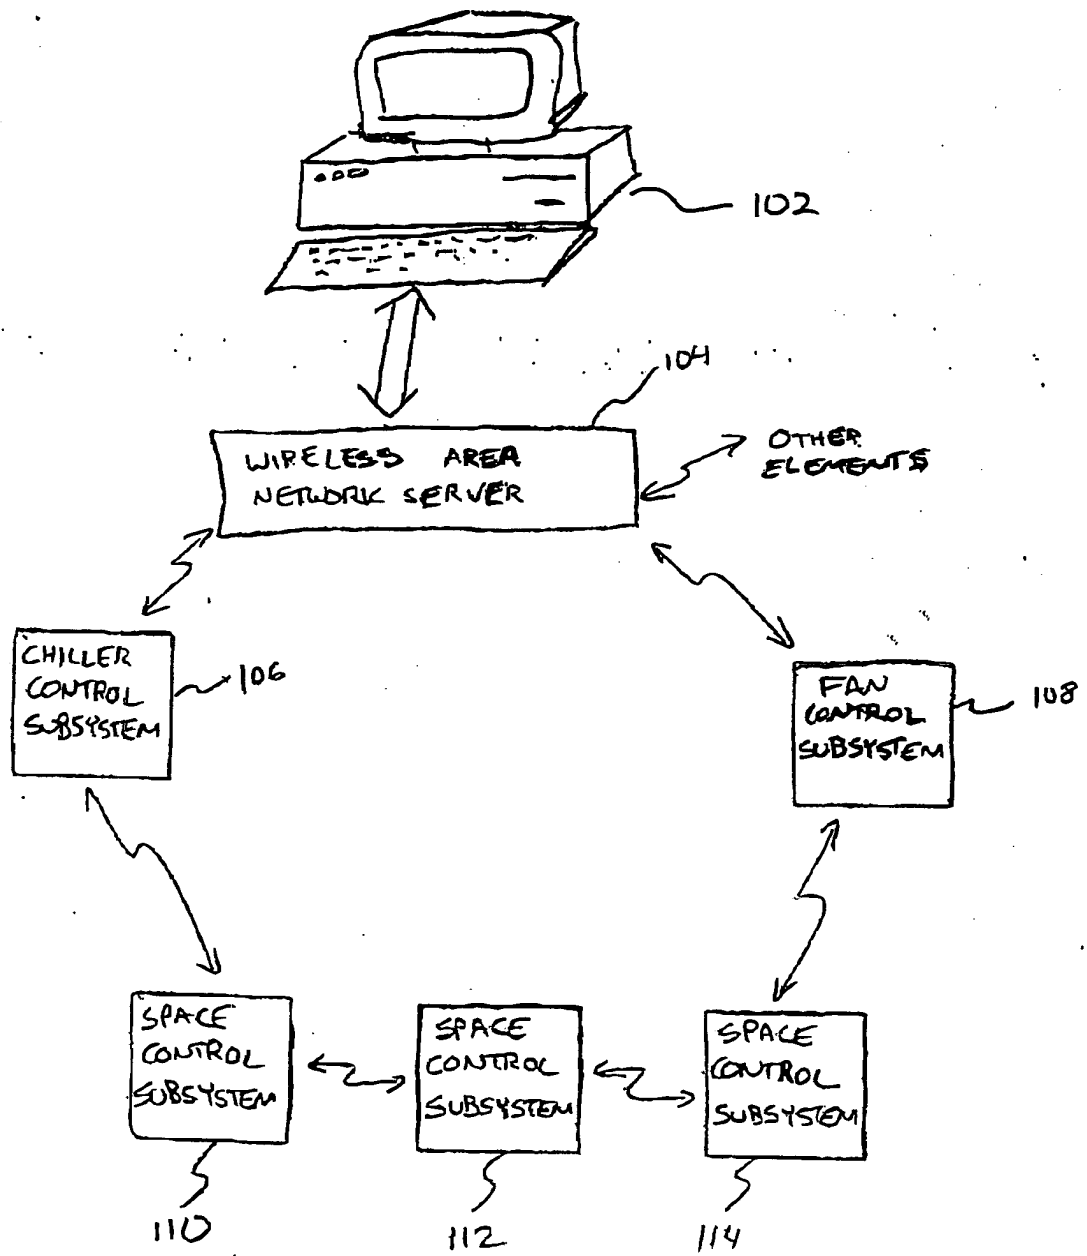 102
104
WIRELESS AREA
NETWORK SERVER
OTHER
ELEMENTS
CHILLER
CONTROL
SUBSYSTEM
106
FAN
CONTROL
SUBSYSTEM
108
SPACE
CONTROL
SUBSYSTEM
110
SPACE
CONTROL
SUBSYSTEM
112
SPACE
CONTROL
SUBSYSTEM
114